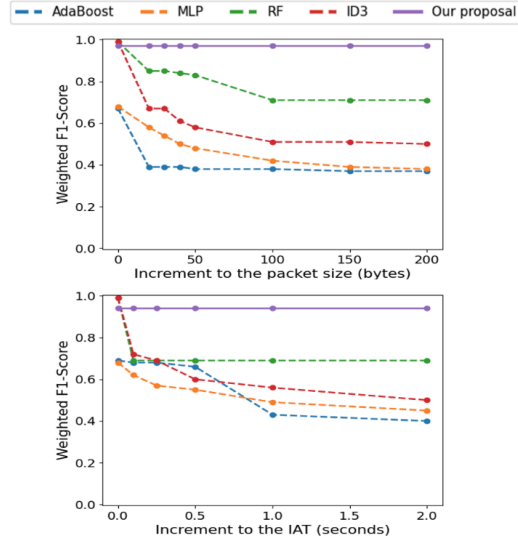 AdaBoost MLP RF ID3 Our proposal
1.0
0.8
0.6
0.4
0.2
0.0
Weighted F1-Score
0 50 100 150 200
Increment to the packet size (bytes)
1.0
0.8
0.6
0.4
0.2
0.0
Weighted F1-Score
0.0 0.5 1.0 1.5 2.0
Increment to the IAT (seconds)